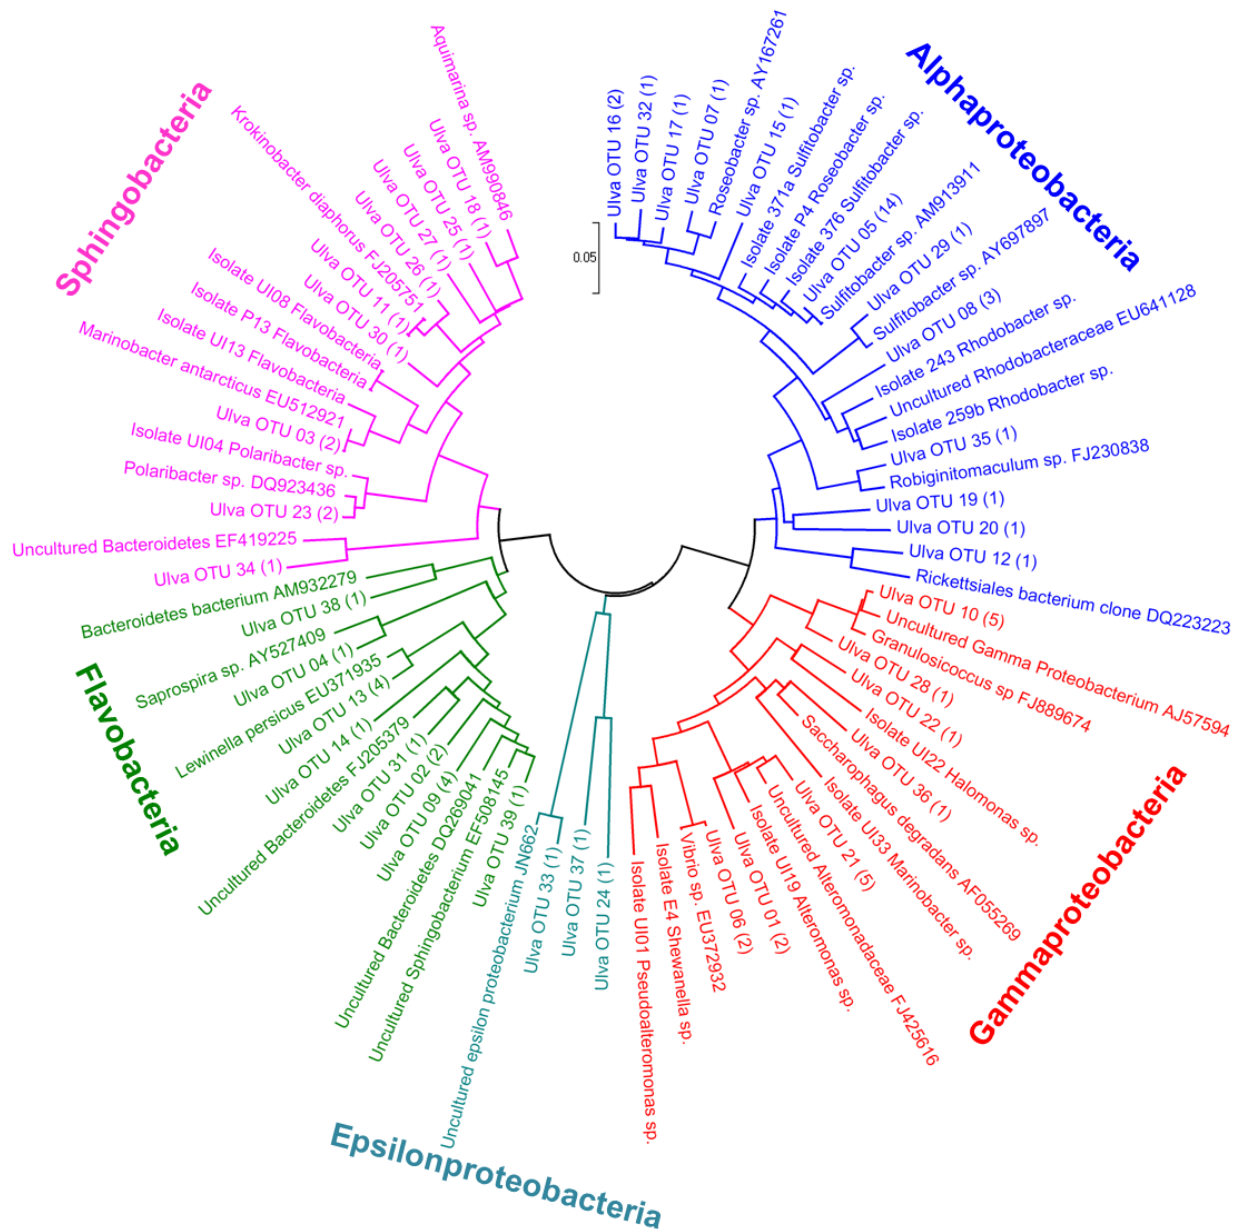 Alphaproteobacteria
Ulva OTU 16 (2)
Ulva OTU 32 (1)
Ulva OTU 17 (1)
Ulva OTU 07 (1)
Roseobacter sp. AY167261
Ulva OTU 15 (1)
Isolate 371a Sulfitobacter sp.
Isolate P4 Roseobacter sp.
Isolate 376 Sulfitobacter sp.
Ulva OTU 05 (14)
Sulfitobacter sp. AM913911
Ulva OTU 29 (1)
Sulfitobacter sp. AY697897
Ulva OTU 08 (3)
Isolate 243 Rhodobacter sp.
Uncultured Rhodobacteraceae EU641128
Isolate 259b Rhodobacter sp.
Ulva OTU 35 (1)
Robiginitomaculum sp. FJ230838
Ulva OTU 19 (1)
Ulva OTU 20 (1)
Ulva OTU 12 (1)
Rickettsiales bacterium clone DQ223223
Gammaproteobacteria
Ulva OTU 10 (5)
Uncultured Gamma Proteobacterium AJ57594
Granulosicoccus sp FJ889674
Ulva OTU 28 (1)
Ulva OTU 22 (1)
Isolate UI22 Halomonas sp.
Ulva OTU 36 (1)
Saccharophagus degradans AF055269
Isolate UI33 Marinobacter sp.
Ulva OTU 21 (5)
Uncultured Alteromonadaceae FJ425616
Isolate UI19 Alteromonas sp.
Ulva OTU 01 (2)
Ulva OTU 06 (2)
Vibrio sp. EU372932
Isolate E4 Shewanella sp.
Isolate UI01 Pseudoalteromonas sp.
Epsilonproteobacteria
Ulva OTU 24 (1)
Ulva OTU 37 (1)
Ulva OTU 33 (1)
Uncultured epsilon proteobacterium JN662
Flavobacteria
Ulva OTU 39 (1)
Uncultured Sphingobacterium EF508145
Uncultured Bacteroidetes DQ269041
Ulva OTU 09 (4)
Ulva OTU 02 (2)
Ulva OTU 31 (1)
Uncultured Bacteroidetes FJ205379
Ulva OTU 14 (1)
Ulva OTU 13 (4)
Lewinella persicus EU371935
Ulva OTU 04 (1)
Saprospira sp. AY527409
Ulva OTU 38 (1)
Bacteroidetes bacterium AM932279
Sphingobacteria
Ulva OTU 34 (1)
Uncultured Bacteroidetes EF419225
Ulva OTU 23 (2)
Polaribacter sp. DQ923436
Isolate UI04 Polaribacter sp.
Ulva OTU 03 (2)
Marinobacter antarcticus EU512921
Isolate UI13 Flavobacteria
Isolate P13 Flavobacteria
Isolate UI08 Flavobacteria
Ulva OTU 30 (1)
Ulva OTU 11 (1)
Krokinobacter diaphorus FJ205751
Ulva OTU 26 (1)
Ulva OTU 27 (1)
Ulva OTU 25 (1)
Ulva OTU 18 (1)
Aquimarina sp. AM990846
0.05